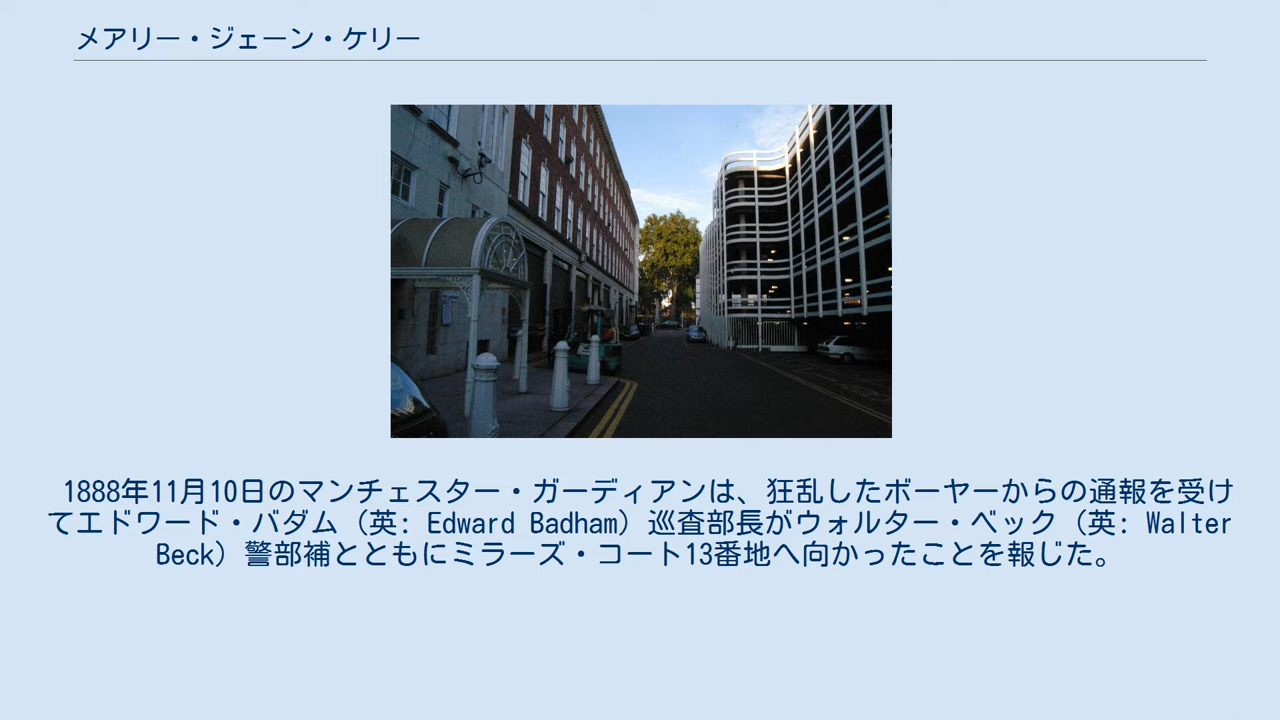 メアリー・ジェーン・ケリー
1888年11月10日のマンチェスター・ガーディアンは、狂乱したボーヤーからの通報を受け
てエドワード・バダム（英: Edward Badham）巡査部長がウォルター・ベック（英: Walter
Beck）警部補とともにミラーズ・コート13番地へ向かったことを報じた。